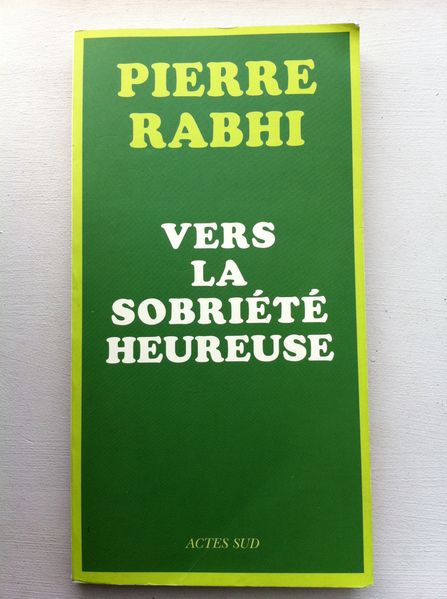 PIERRE
RABHI
VERS
LA
SOBRIÉTÉ
HEUREUSE
ACTES SUD